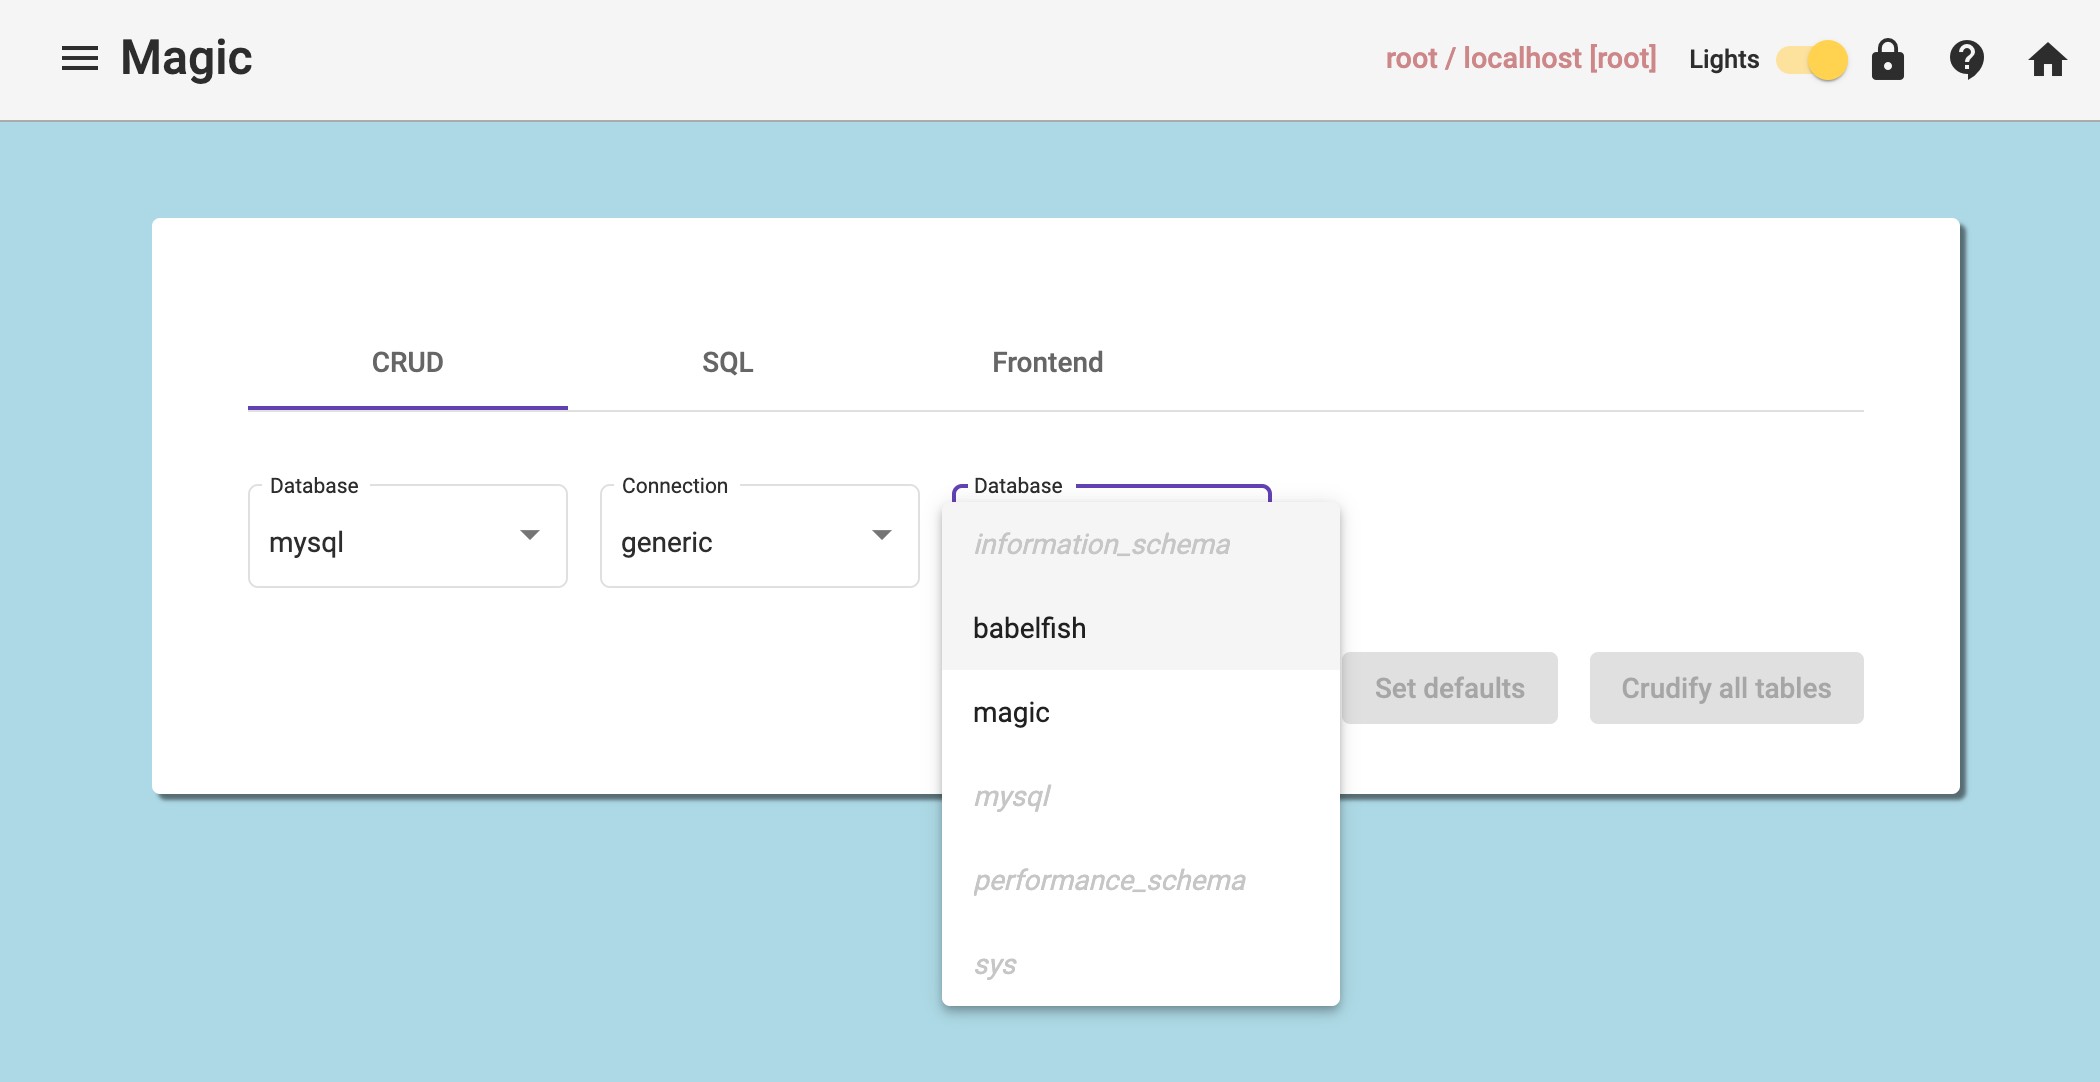 Magic
root / localhost [root]
Lights
CRUD
SQL
Frontend
Database
mysql
Connection
generic
Database
information_schema
babelfish
magic
mysql
performance_schema
sys
Set defaults
Crudify all tables